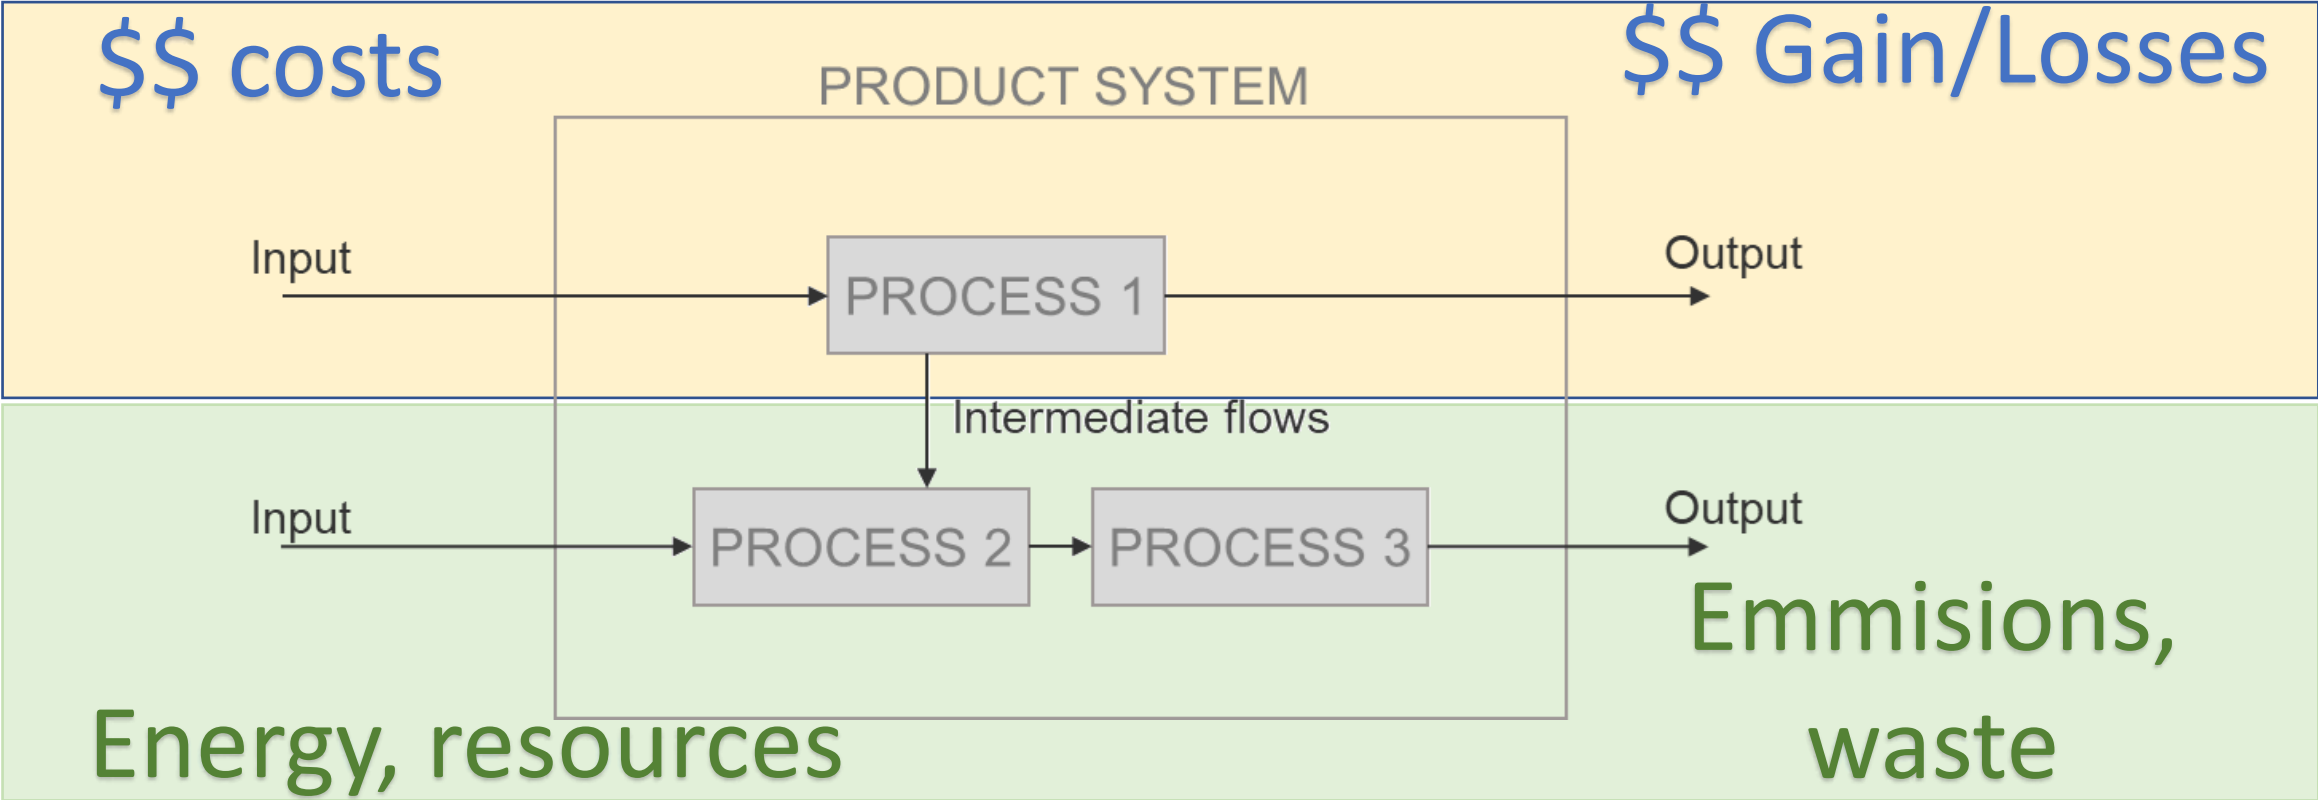 $$ costs
$$ Gain/Losses
PRODUCT SYSTEM
Input
PROCESS 1
Output
Intermediate flows
Input
PROCESS 2
PROCESS 3
Output
Emmisions,
waste
Energy, resources